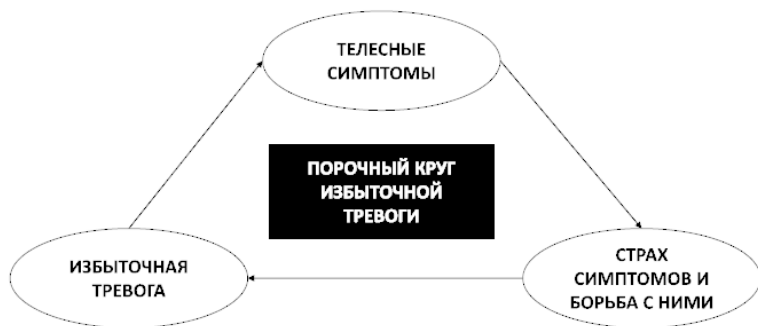 ТЕЛЕСНЫЕ
СИМПТОМЫ
ПОРОЧНЫЙ КРУГ
ИЗБЫТОЧНОЙ
ТРЕВОГИ
ИЗБЫТОЧНАЯ
ТРЕВОГА
СТРАХ
СИМПТОМОВ И
БОРЬБА С НИМИ